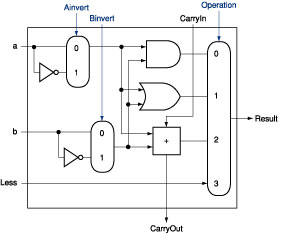 Ainvert
Operation
Binvert
CarryIn
a
0
0
1
1
Result
b
0
+
2
1
Less
3
CarryOut